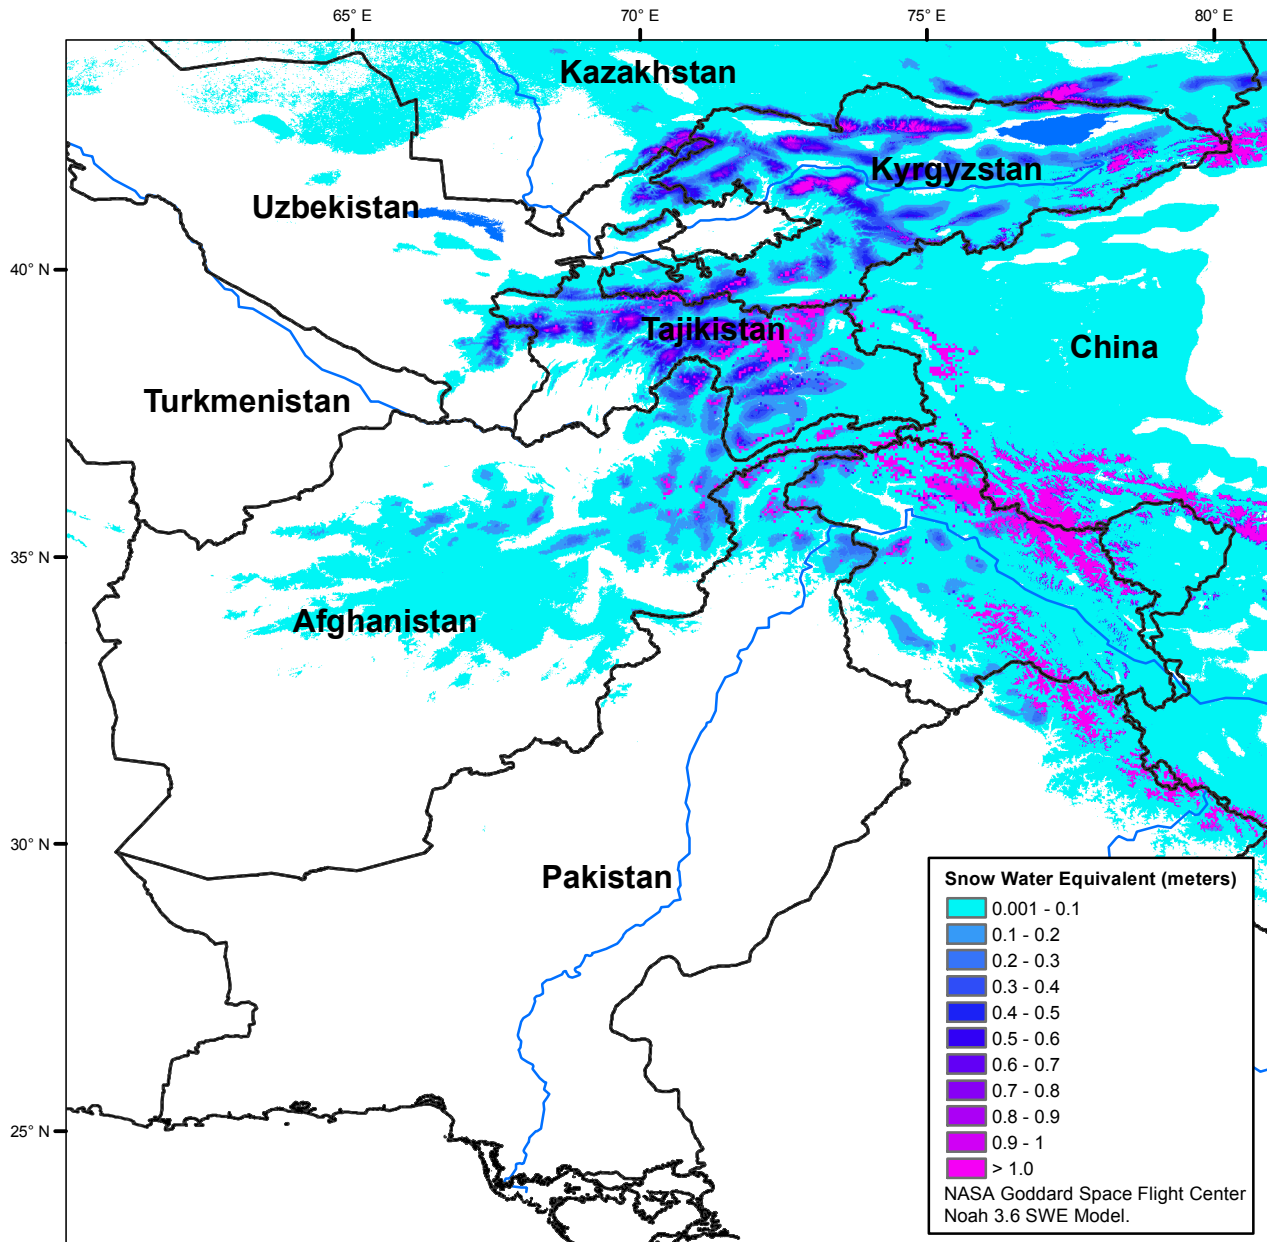 65° E 70° E 75° E 80° E
Kazakhstan
Kyrgyzstan
Uzbekistan
40° N
Tajikistan
China
Turkmenistan
35° N
Afghanistan
30° N
Pakistan
25° N
Snow Water Equivalent (meters)
0.001 - 0.1
0.1 - 0.2
0.2 - 0.3
0.3 - 0.4
0.4 - 0.5
0.5 - 0.6
0.6 - 0.7
0.7 - 0.8
0.8 - 0.9
0.9 - 1
> 1.0
NASA Goddard Space Flight Center
Noah 3.6 SWE Model.